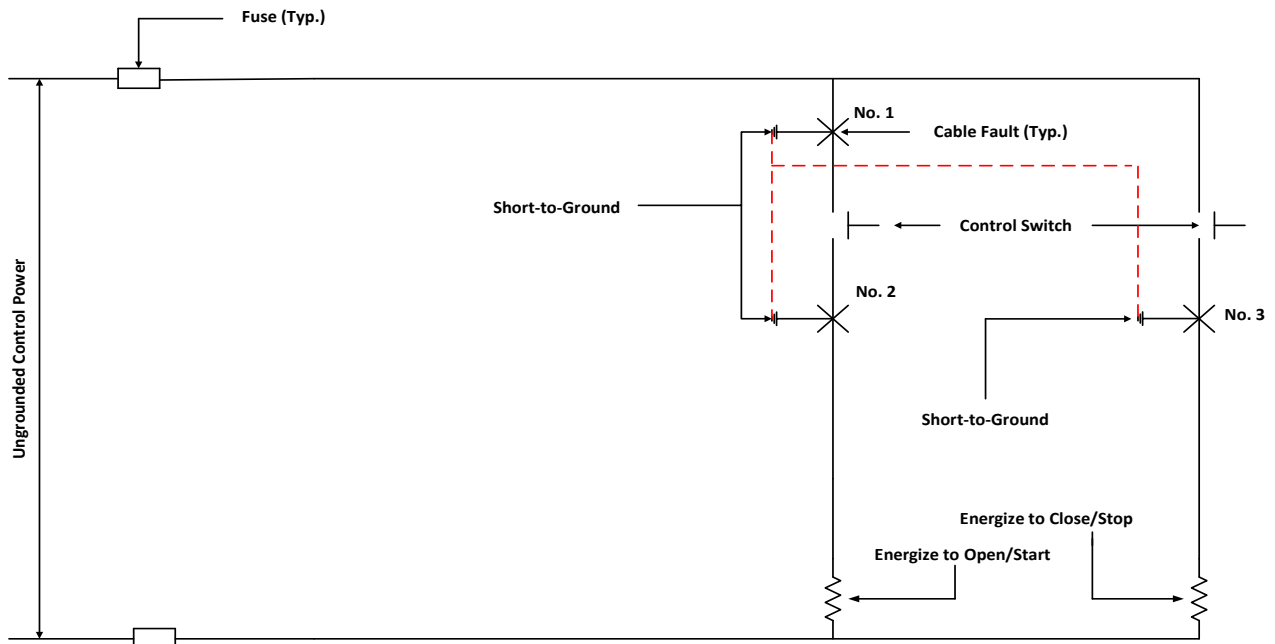 Fuse (Typ.)
No. 1
Cable Fault (Typ.)
Short-to-Ground
Control Switch
No. 2
No. 3
Ungrounded Control Power
Short-to-Ground
Energize to Close/Stop
Energize to Open/Start